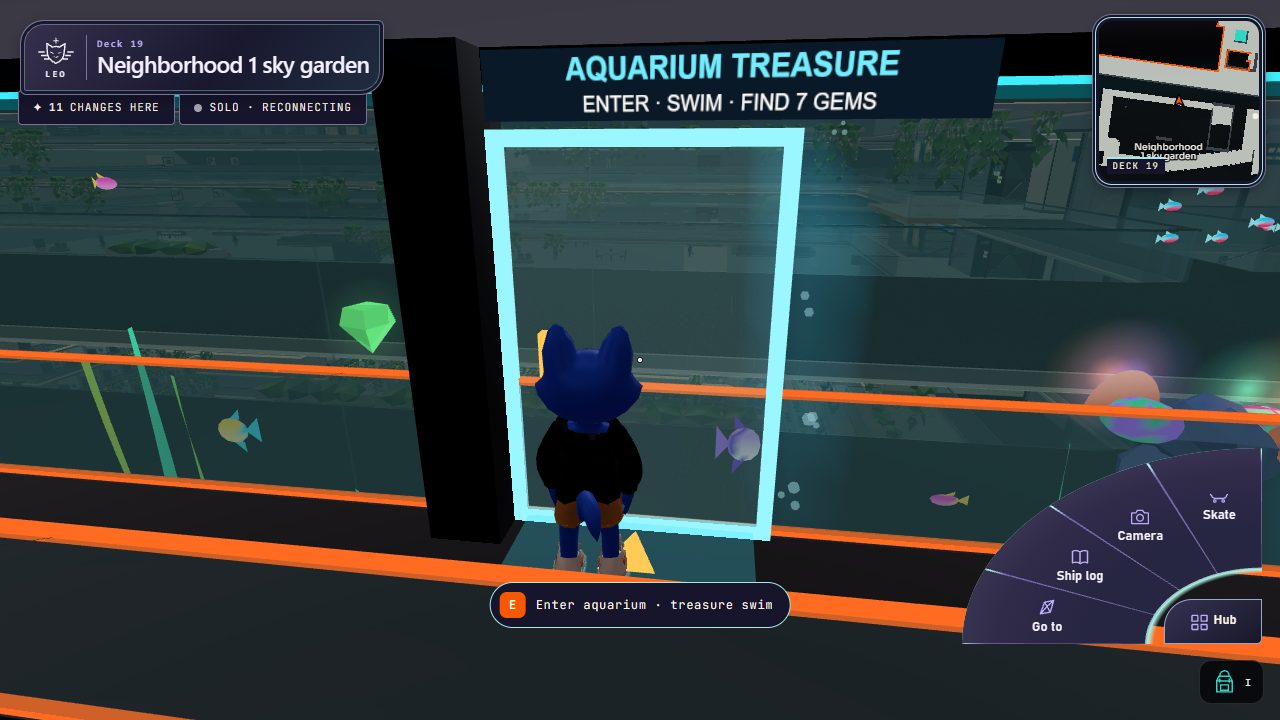 LEO
Deck 19
Neighborhood 1 sky garden
11 CHANGES HERE
SOLO · RECONNECTING
AQUARIUM TREASURE
ENTER · SWIM · FIND 7 GEMS
Neighborhood
1 sky garden
DECK 19
Skate
Camera
Ship log
Go to
Hub
E Enter aquarium · treasure swim
I